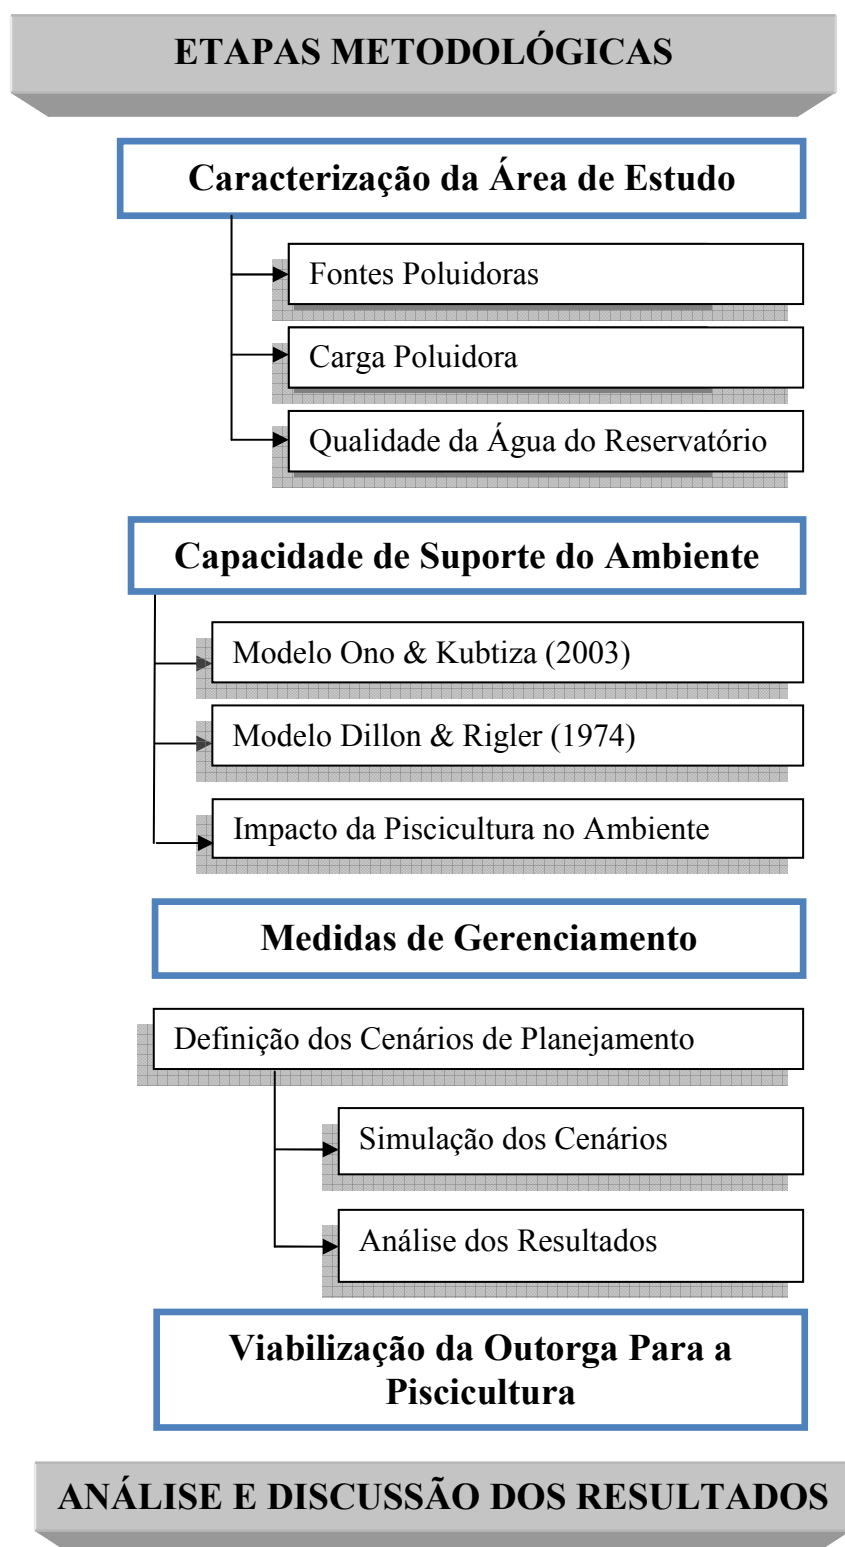 ETAPAS METODOLÓGICAS
Caracterização da Área de Estudo
Fontes Poluidoras
Carga Poluidora
Qualidade da Água do Reservatório
Capacidade de Suporte do Ambiente
Modelo Ono & Kubtiza (2003)
Modelo Dillon & Rigler (1974)
Impacto da Piscicultura no Ambiente
Medidas de Gerenciamento
Definição dos Cenários de Planejamento
Simulação dos Cenários
Análise dos Resultados
Viabilização da Outorga Para a
Piscicultura
ANÁLISE E DISCUSSÃO DOS RESULTADOS